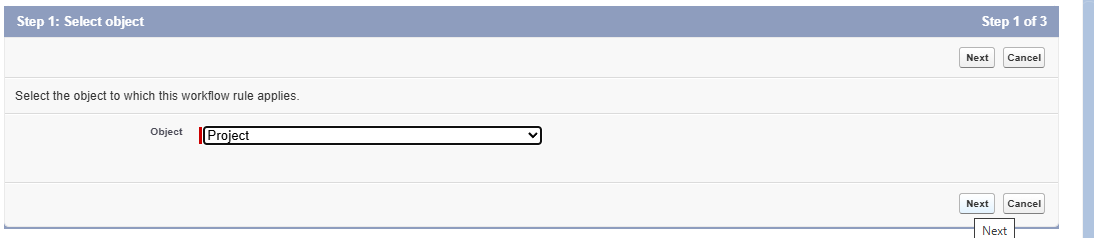 Step 1: Select object Step 1 of 3
Next Cancel
Select the object to which this workflow rule applies.
Object Project
Next Cancel
Next